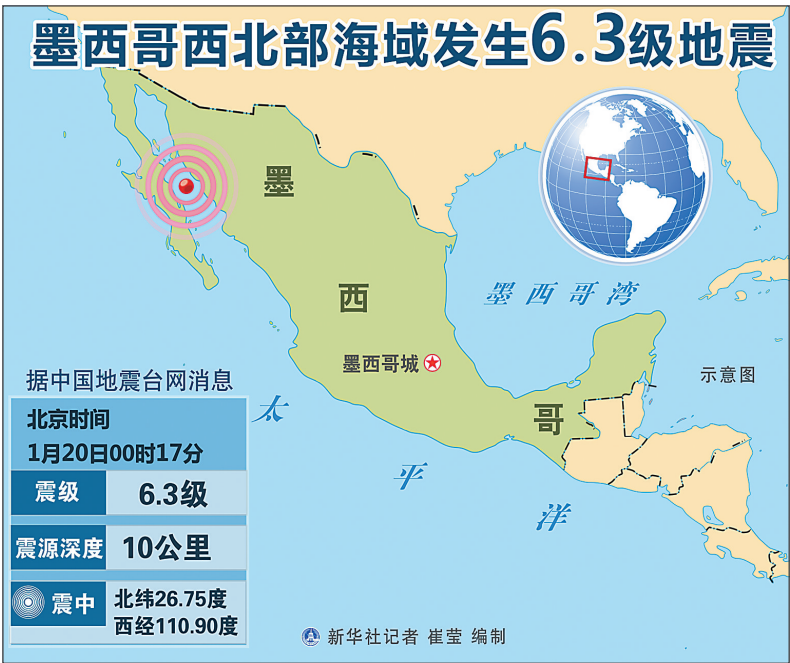 墨西哥西北部海域发生6.3级地震
墨
西
哥
墨西哥湾
墨西哥城
示意图
太
平
洋
据中国地震台网消息
北京时间
1月20日00时17分
震级 6.3级
震源深度 10公里
震中 北纬26.75度
西经110.90度
新华社记者 崔莹 编制